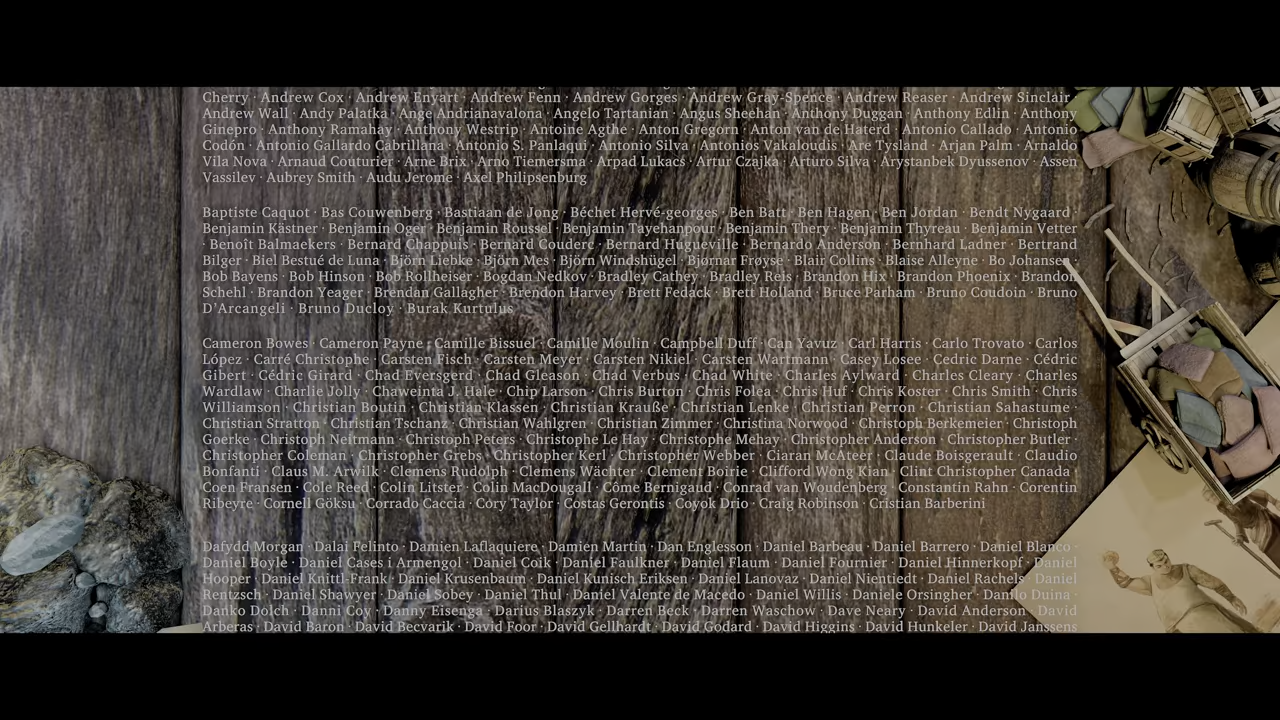 Cherry · Andrew Cox · Andrew Enyart · Andrew Fenn · Andrew Gorges · Andrew Gray-Spence · Andrew Reaser · Andrew Sinclair ·
Andrew Wall · Andy Palatka · Ange Andrianavalona · Angelo Tartanian · Angus Sheehan · Anthony Duggan · Anthony Edlin · Anthony
Ginepro · Anthony Ramahay · Anthony Westrip · Antoine Agthe · Anton Gregorn · Anton van de Haterd · Antonio Callado · Antonio
Codón · Antonio Gallardo Cabrillana · Antonio S. Panlaqui · Antonio Silva · Antonios Vakaloudis · Are Tysland · Arjan Palm · Arnaldo
Vila Nova · Arnaud Couturier · Arne Brix · Arno Tiemersma · Arpad Lukacs · Artur Czajka · Arturo Silva · Arystanbek Dyussenov · Assen
Vassilev · Aubrey Smith · Audu Jerome · Axel Philipsenburg
Baptiste Caquot · Bas Couwenberg · Bastiaan de Jong · Béchet Hervé-georges · Ben Batt · Ben Hagen · Ben Jordan · Bendt Nygaard ·
Benjamin Kästner · Benjamin Oger · Benjamin Roussel · Benjamin Tayehanpour · Benjamin Thery · Benjamin Thyreau · Benjamin Vetter
· Benoît Balmaekers · Bernard Chappuis · Bernard Couderc · Bernard Hugueville · Bernardo Anderson · Bernhard Ladner · Bertrand
Bilger · Biel Bestué de Luna · Björn Liebke · Björn Mes · Björn Windshügel · Bjørnar Frøyse · Blair Collins · Blaise Alleyne · Bo Johansen ·
Bob Bayens · Bob Hinson · Bob Rollheiser · Bogdan Nedkov · Bradley Cathey · Bradley Reis · Brandon Hix · Brandon Phoenix · Brandon
Schehl · Brandon Yeager · Brendan Gallagher · Brendon Harvey · Brett Fedack · Brett Holland · Bruce Parham · Bruno Coudoin · Bruno
D'Arcangeli · Bruno Ducloy · Burak Kurtulus
Cameron Bowes · Cameron Payne · Camille Bissuel · Camille Moulin · Campbell Duff · Can Yavuz · Carl Harris · Carlo Trovato · Carlos
López · Carré Christophe · Carsten Fisch · Carsten Meyer · Carsten Nikiel · Carsten Wartmann · Casey Losee · Cedric Darne · Cédric
Gibert · Cédric Girard · Chad Eversgerd · Chad Gleason · Chad Verbus · Chad White · Charles Aylward · Charles Cleary · Charles
Wardlaw · Charlie Jolly · Chaweinta J. Hale · Chip Larson · Chris Burton · Chris Folea · Chris Huf · Chris Koster · Chris Smith · Chris
Williamson · Christian Boutin · Christian Klassen · Christian Krauße · Christian Lenke · Christian Perron · Christian Sahastume ·
Christian Stratton · Christian Tschanz · Christian Wahlgren · Christian Zimmer · Christina Norwood · Christoph Berkemeier · Christoph
Goerke · Christoph Neitmann · Christoph Peters · Christophe Le Hay · Christophe Mehay · Christopher Anderson · Christopher Butler ·
Christopher Coleman · Christopher Grebs · Christopher Kerl · Christopher Webber · Ciaran McAteer · Claude Boisgerault · Claudio
Bonfanti · Claus M. Arwilk · Clemens Rudolph · Clemens Wächter · Clement Boirie · Clifford Wong Kian · Clint Christopher Canada ·
Coen Fransen · Cole Reed · Colin Litster · Colin MacDougall · Côme Bernigaud · Conrad van Woudenberg · Constantin Rahn · Corentin
Ribeyre · Cornell Göksu · Corrado Caccia · Cory Taylor · Costas Gerontis · Coyok Drio · Craig Robinson · Cristian Barberini
Dafydd Morgan · Dalai Felinto · Damien Laflaquiere · Damien Martin · Dan Englesson · Daniel Barbeau · Daniel Barrero · Daniel Blanco ·
Daniel Boyle · Daniel Cases i Armengol · Daniel Coik · Daniel Faulkner · Daniel Flaum · Daniel Fournier · Daniel Hinnerkopf · Daniel
Hooper · Daniel Knittl-Frank · Daniel Krusenbaum · Daniel Kunisch Eriksen · Daniel Lanovaz · Daniel Nientiedt · Daniel Rachels · Daniel
Rentzsch · Daniel Shawyer · Daniel Sobey · Daniel Thul · Daniel Valente de Macedo · Daniel Willis · Daniele Orsingher · Danilo Duina ·
Danko Dolch · Danni Coy · Danny Eisenga · Darius Blaszyk · Darren Beck · Darren Waschow · Dave Neary · David Anderson · David
Arberas · David Baron · David Becvarik · David Foor · David Gellhardt · David Godard · David Higgins · David Hunkeler · David Janssens